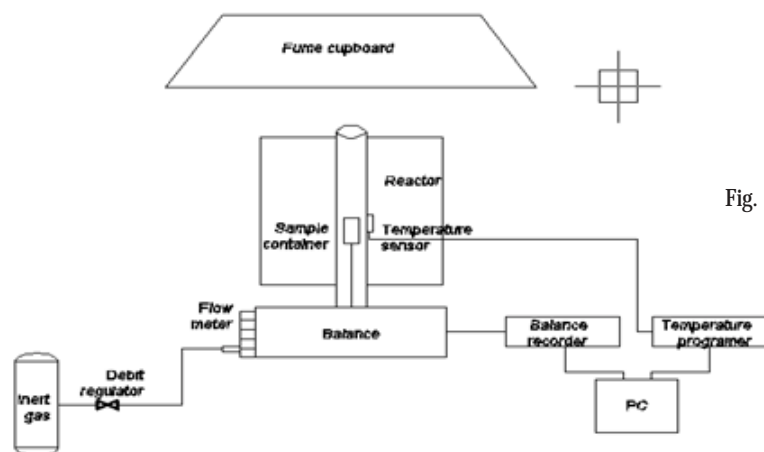 Fume cupboard
Reactor
Fig.
Sample
container
Temperature
sensor
Flow
meter
Balance
Balance
recorder
Temperature
programer
Debit
regulator
Inert
gas
PC